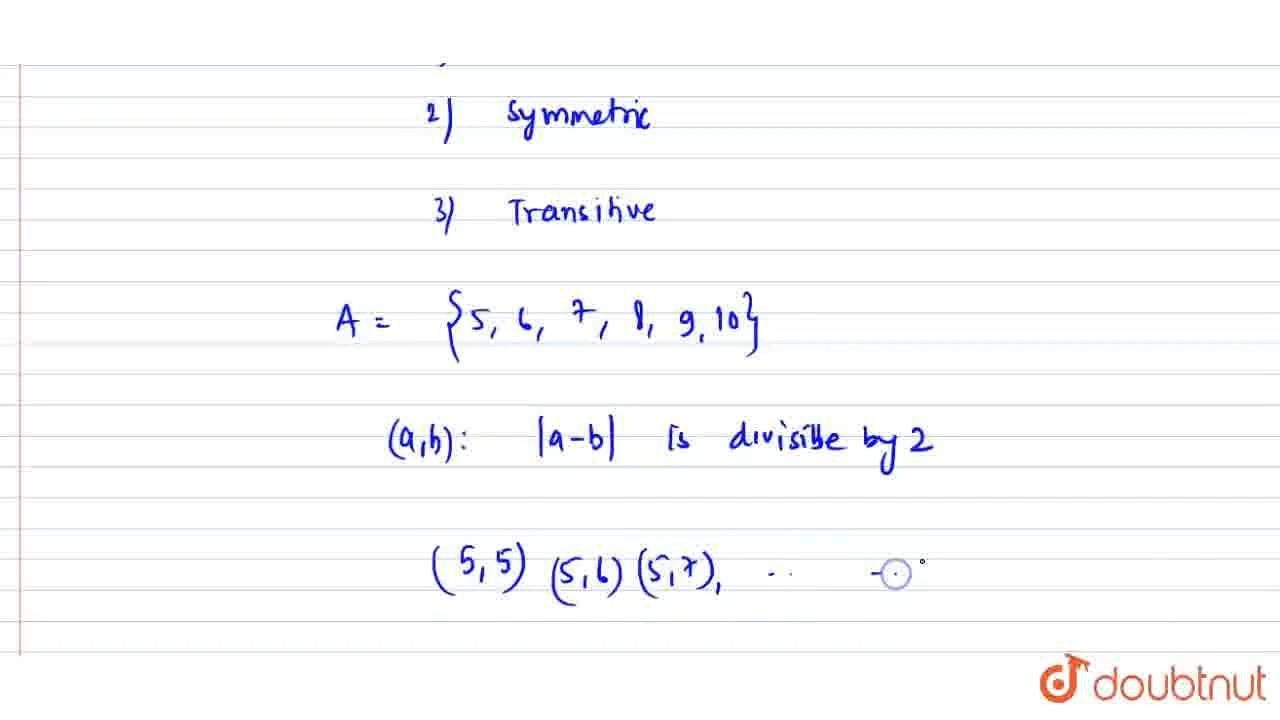 2) Symmetric
3) Transitive
A = {5, 6, 7, 8, 9, 10}
(a,b): |a-b| is divisible by 2
(5,5) (5,6) (5,7), ..
doubtnut